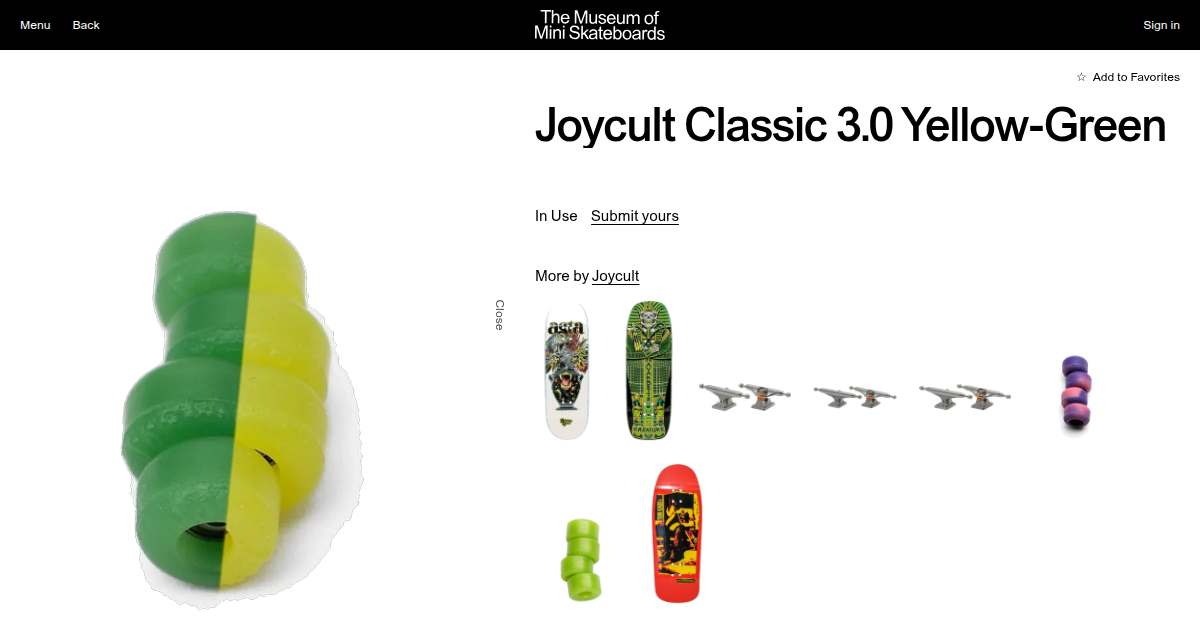 Menu Back
The Museum of
Mini Skateboards
Sign in
☆ Add to Favorites
Joycult Classic 3.0 Yellow-Green
In Use Submit yours
More by Joycult
Close
asta